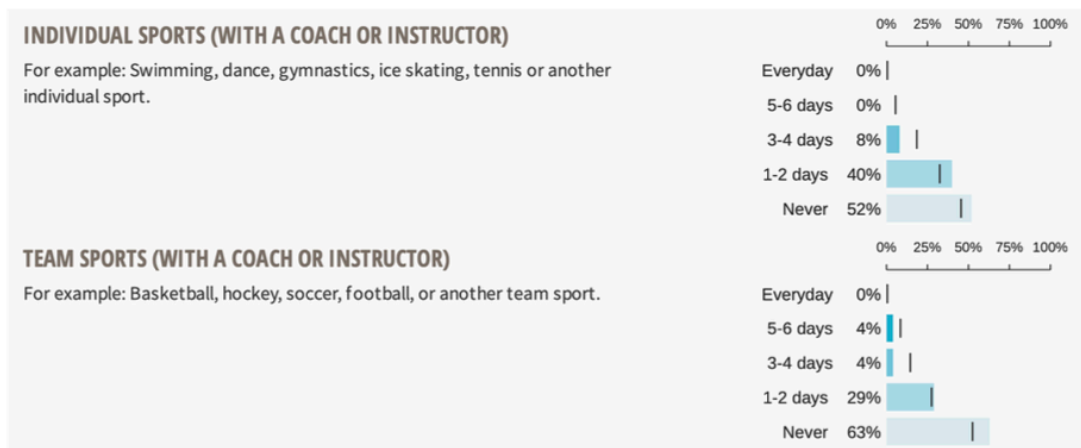 INDIVIDUAL SPORTS (WITH A COACH OR INSTRUCTOR)
For example: Swimming, dance, gymnastics, ice skating, tennis or another
individual sport.
0% 25% 50% 75% 100%
Everyday 0%
5-6 days 0%
3-4 days 8%
1-2 days 40%
Never 52%
TEAM SPORTS (WITH A COACH OR INSTRUCTOR)
For example: Basketball, hockey, soccer, football, or another team sport.
0% 25% 50% 75% 100%
Everyday 0%
5-6 days 4%
3-4 days 4%
1-2 days 29%
Never 63%